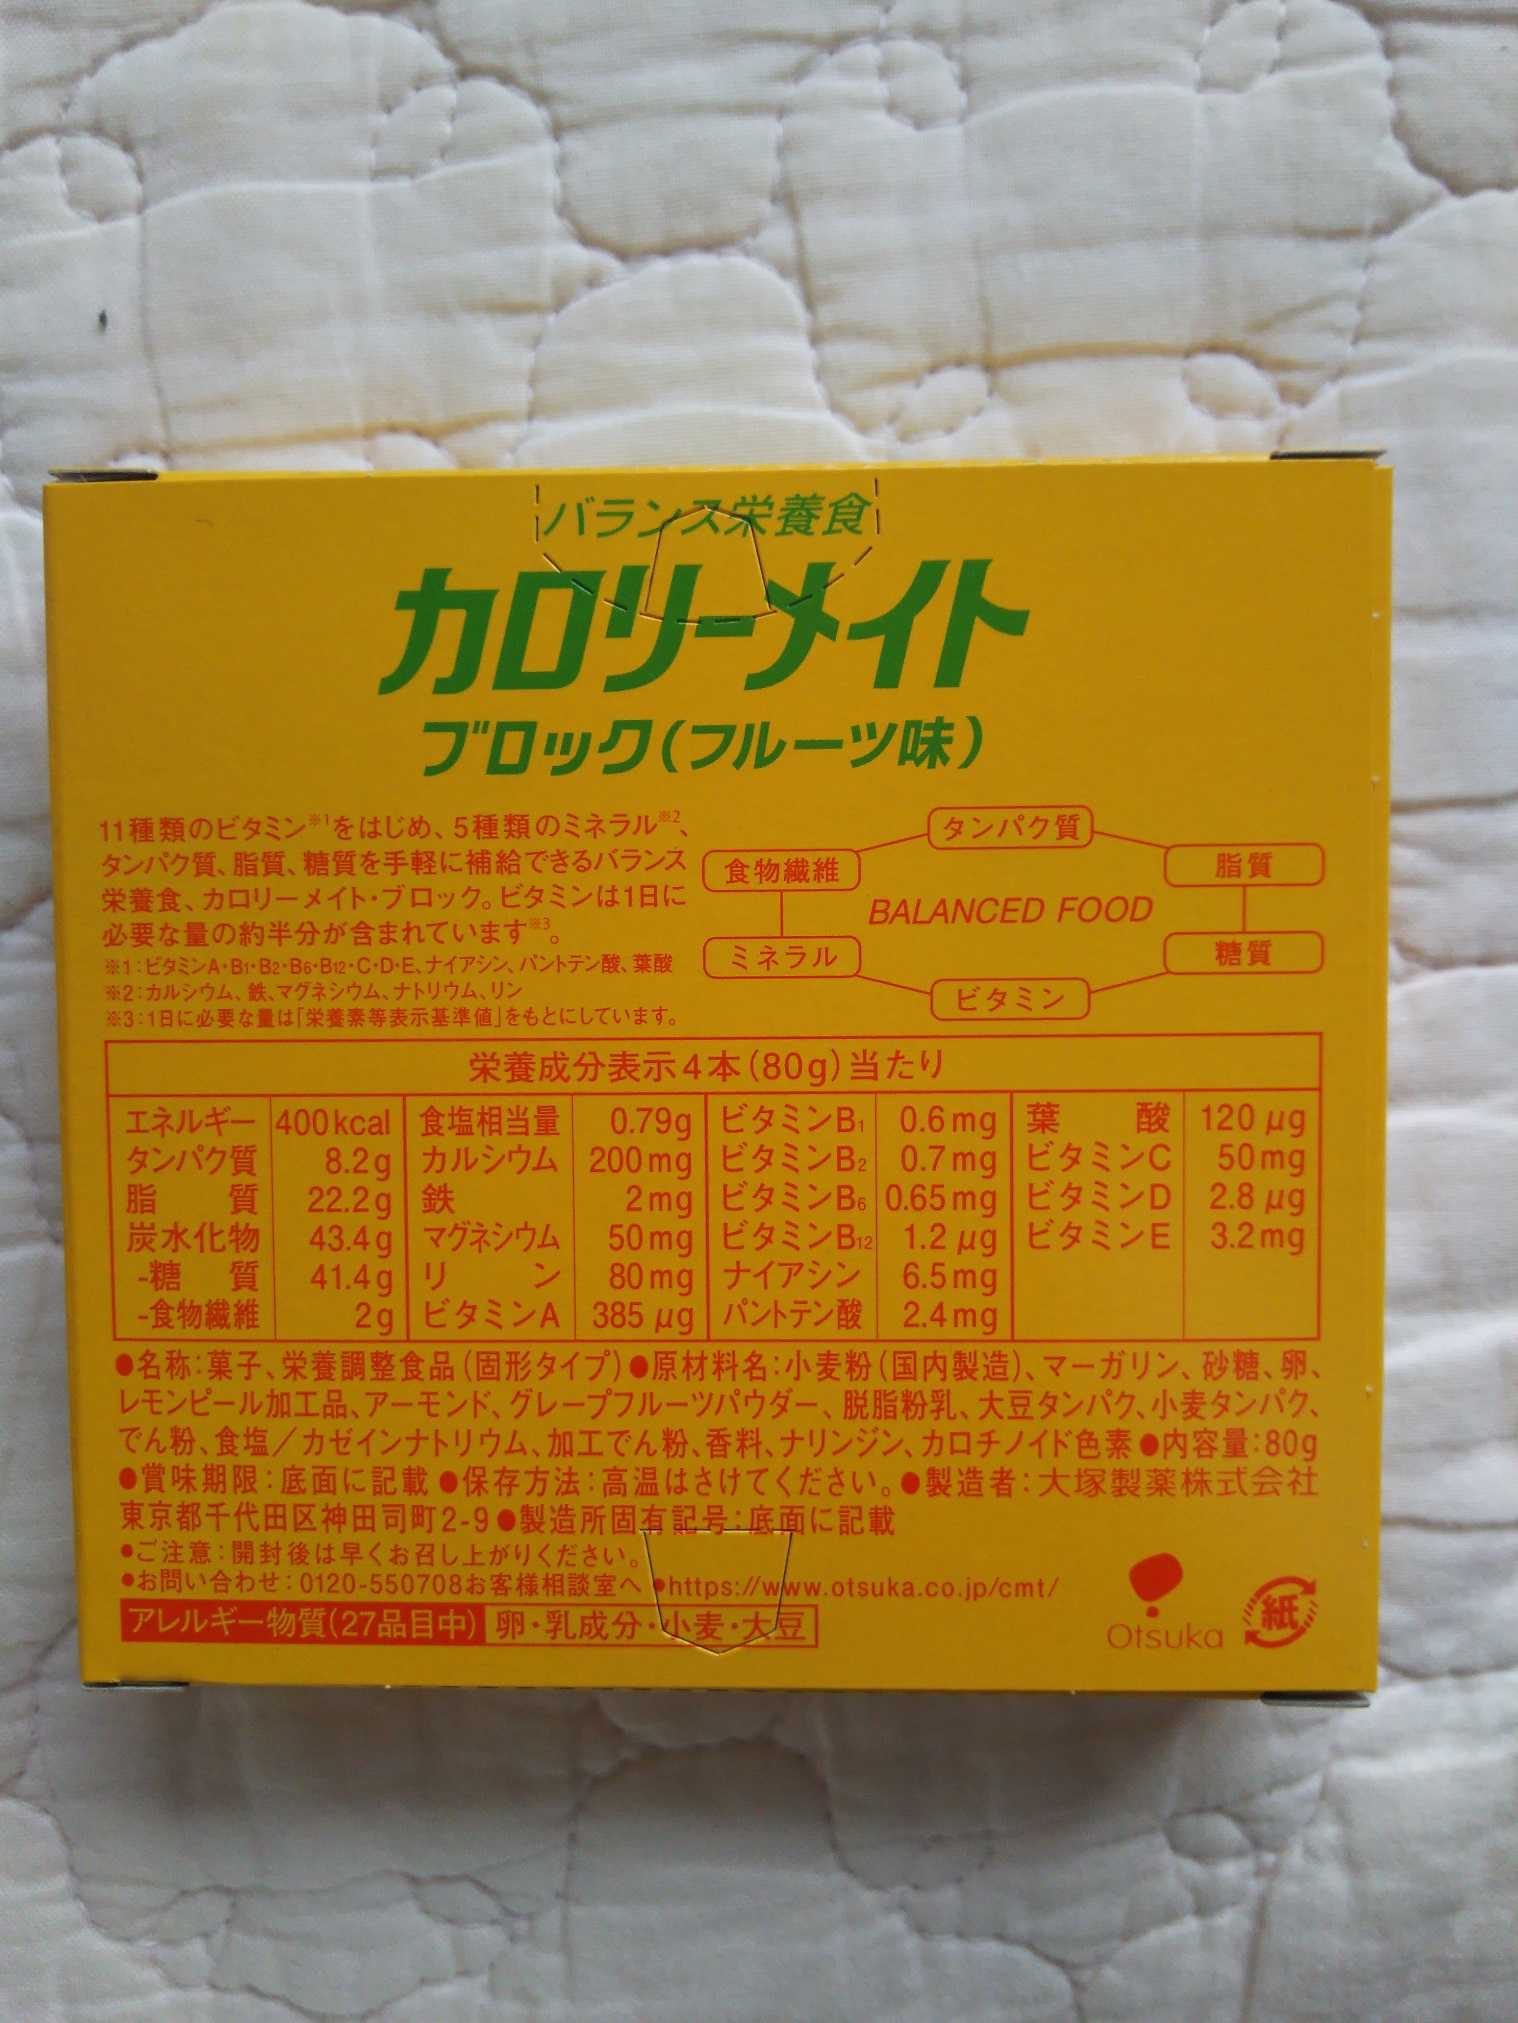 バランス栄養食
カロリーメイト
ブロック(フルーツ味)
11種類のビタミン※1をはじめ、5種類のミネラル※2、
タンパク質、脂質、糖質を手軽に補給できるバランス
栄養食、カロリーメイト・ブロック。ビタミンは1日に
必要な量の約半分が含まれています※3。
※1:ビタミンA・B1・B2・B6・B12・C・D・E、ナイアシン、パントテン酸、葉酸
※2:カルシウム、鉄、マグネシウム、ナトリウム、リン
※3:1日に必要な量は「栄養素等表示基準値」をもとにしています。
タンパク質
食物繊維 脂質
BALANCED FOOD
ミネラル 糖質
ビタミン
栄養成分表示4本(80g)当たり
エネルギー 400kcal 食塩相当量 0.79g ビタミンB1 0.6mg 葉酸 120μg
タンパク質 8.2g カルシウム 200mg ビタミンB2 0.7mg ビタミンC 50mg
脂質 22.2g 鉄 2mg ビタミンB6 0.65mg ビタミンD 2.8μg
炭水化物 43.4g マグネシウム 50mg ビタミンB12 1.2μg ビタミンE 3.2mg
-糖質 41.4g リン 80mg ナイアシン 6.5mg
-食物繊維 2g ビタミンA 385μg パントテン酸 2.4mg
●名称:菓子、栄養調整食品(固形タイプ)●原材料名:小麦粉(国内製造)、マーガリン、砂糖、卵、
レモンピール加工品、アーモンド、グレープフルーツパウダー、脱脂粉乳、大豆タンパク、小麦タンパク、
でん粉、食塩/カゼインナトリウム、加工でん粉、香料、ナリンジン、カロチノイド色素●内容量:80g
●賞味期限:底面に記載●保存方法:高温はさけてください。●製造者:大塚製薬株式会社
東京都千代田区神田司町2-9●製造所固有記号:底面に記載
●ご注意:開封後は早くお召し上がりください。
●お問い合わせ:0120-550708お客様相談室へ ●https://www.otsuka.co.jp/cmt/
アレルギー物質(27品目中) 卵・乳成分・小麦・大豆
Otsuka
紙